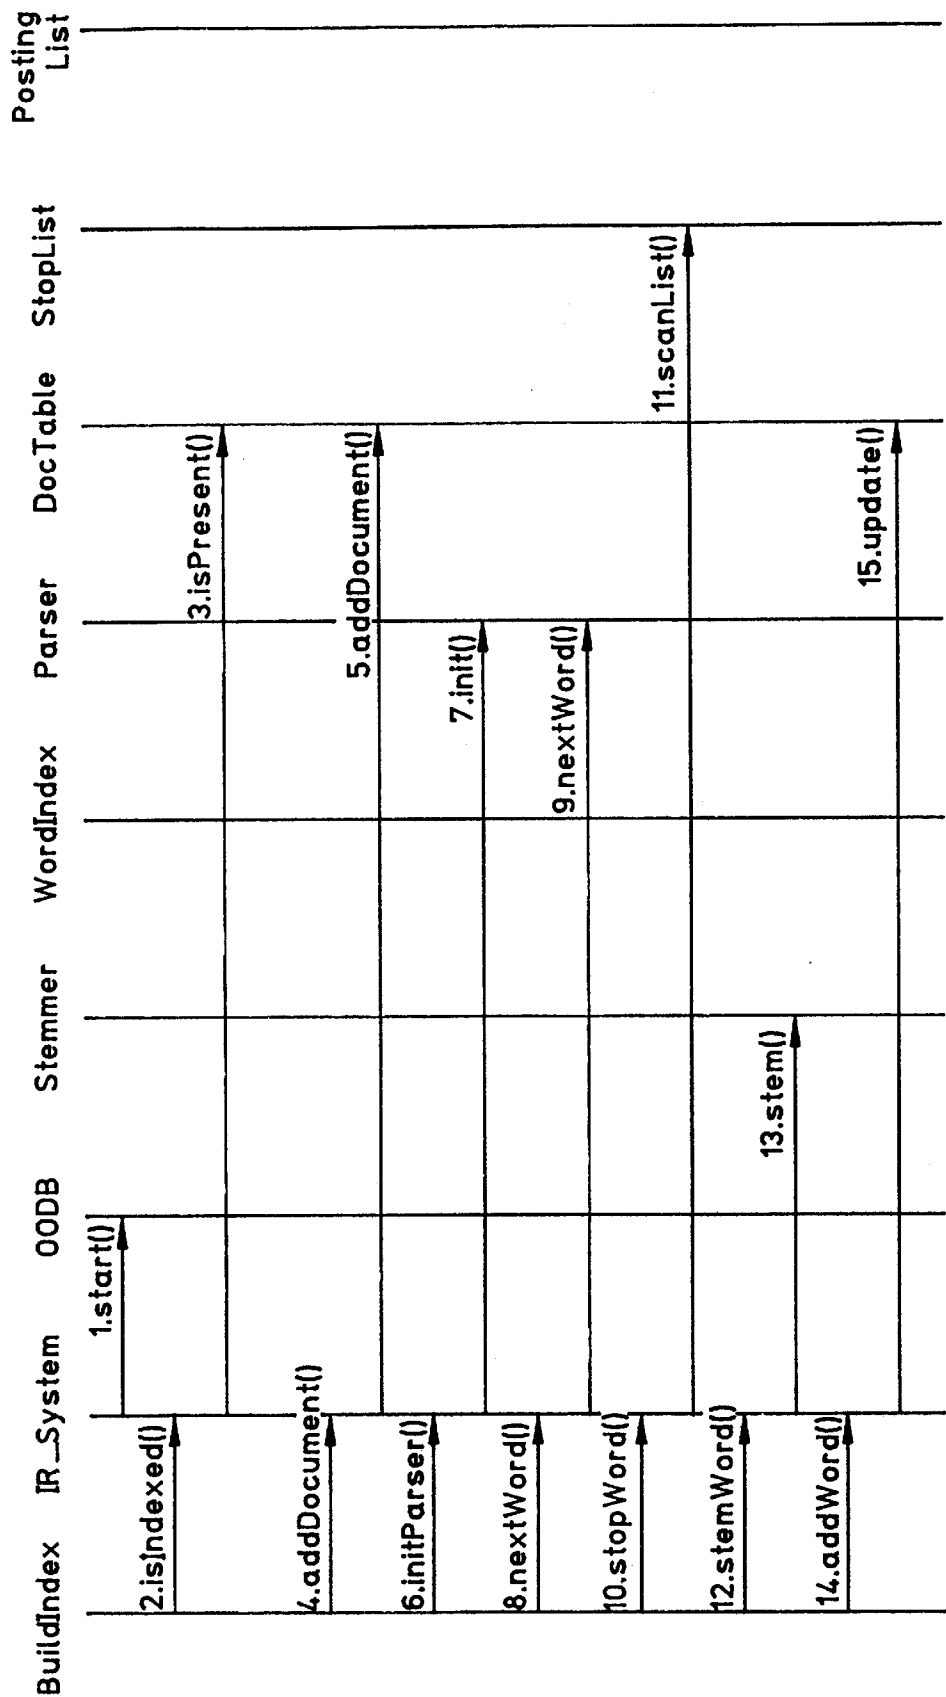 BuildIndex IR_System OODB Stemmer WordIndex Parser DocTable StopList Posting
List
1.start()
2.isIndexed()
3.isPresent()
4.addDocument()
5.addDocument()
6.initParser()
7.init()
8.nextWord()
9.nextWord()
10.stopWord()
11.scanList()
12.stemWord()
13.stem()
14.addWord()
15.update()